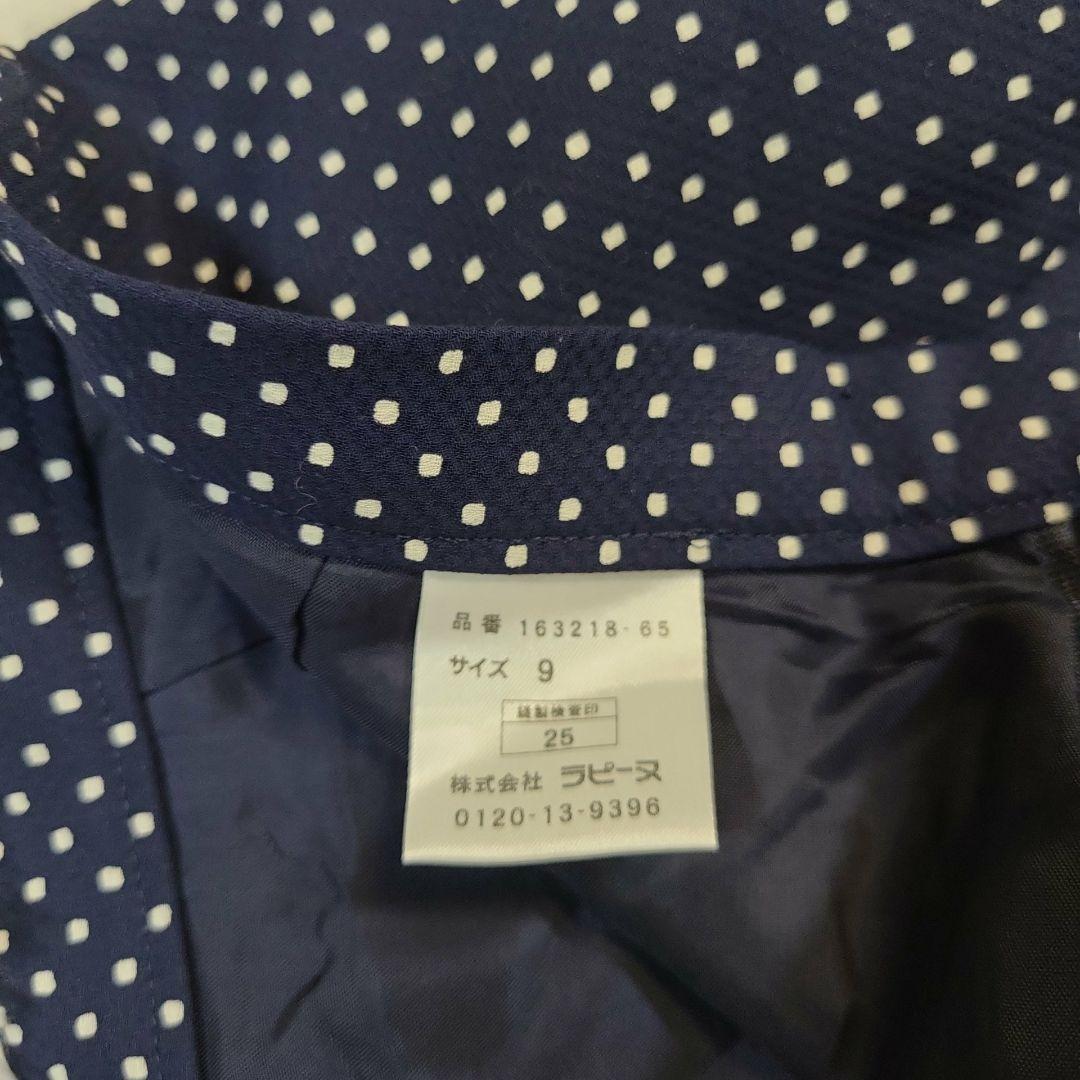 品番 163218-65
サイズ 9
縫製検査印
25
株式会社 ラピーヌ
0120-13-9396